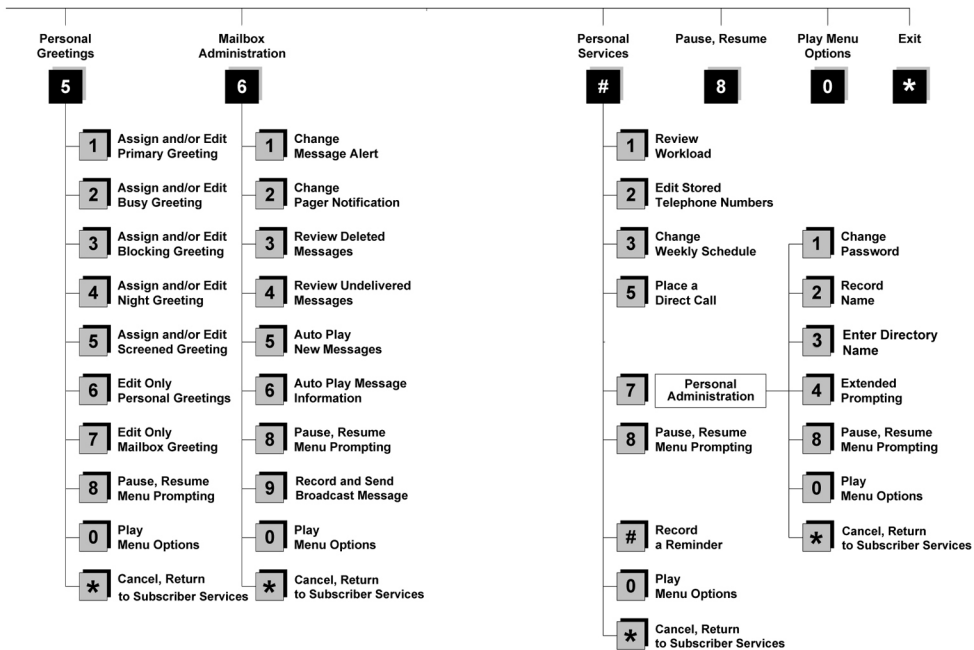 Personal
Greetings
5
1 Assign and/or Edit
Primary Greeting
2 Assign and/or Edit
Busy Greeting
3 Assign and/or Edit
Blocking Greeting
4 Assign and/or Edit
Night Greeting
5 Assign and/or Edit
Screened Greeting
6 Edit Only
Personal Greetings
7 Edit Only
Mailbox Greeting
8 Pause, Resume
Menu Prompting
0 Play
Menu Options
* Cancel, Return
to Subscriber Services
Mailbox
Administration
6
1 Change
Message Alert
2 Change
Pager Notification
3 Review Deleted
Messages
4 Review Undelivered
Messages
5 Auto Play
New Messages
6 Auto Play Message
Information
8 Pause, Resume
Menu Prompting
9 Record and Send
Broadcast Message
0 Play
Menu Options
* Cancel, Return
to Subscriber Services
Personal
Services
#
1 Review
Workload
2 Edit Stored
Telephone Numbers
3 Change
Weekly Schedule
5 Place a
Direct Call
7 Personal
Administration
8 Pause, Resume
Menu Prompting
# Record
a Reminder
0 Play
Menu Options
* Cancel, Return
to Subscriber Services
1 Change
Password
2 Record
Name
3 Enter Directory
Name
4 Extended
Prompting
8 Pause, Resume
Menu Prompting
0 Play
Menu Options
* Cancel, Return
to Subscriber Services
Pause, Resume
8
Play Menu
Options
0
Exit
*